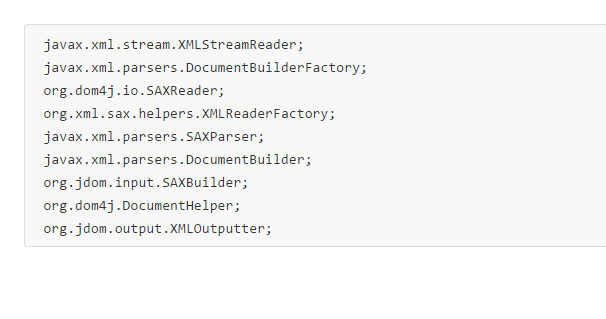 javax.xml.stream.XMLStreamReader;
javax.xml.parsers.DocumentBuilderFactory;
org.dom4j.io.SAXReader;
org.xml.sax.helpers.XMLReaderFactory;
javax.xml.parsers.SAXParser;
javax.xml.parsers.DocumentBuilder;
org.jdom.input.SAXBuilder;
org.dom4j.DocumentHelper;
org.jdom.output.XMLOutputter;